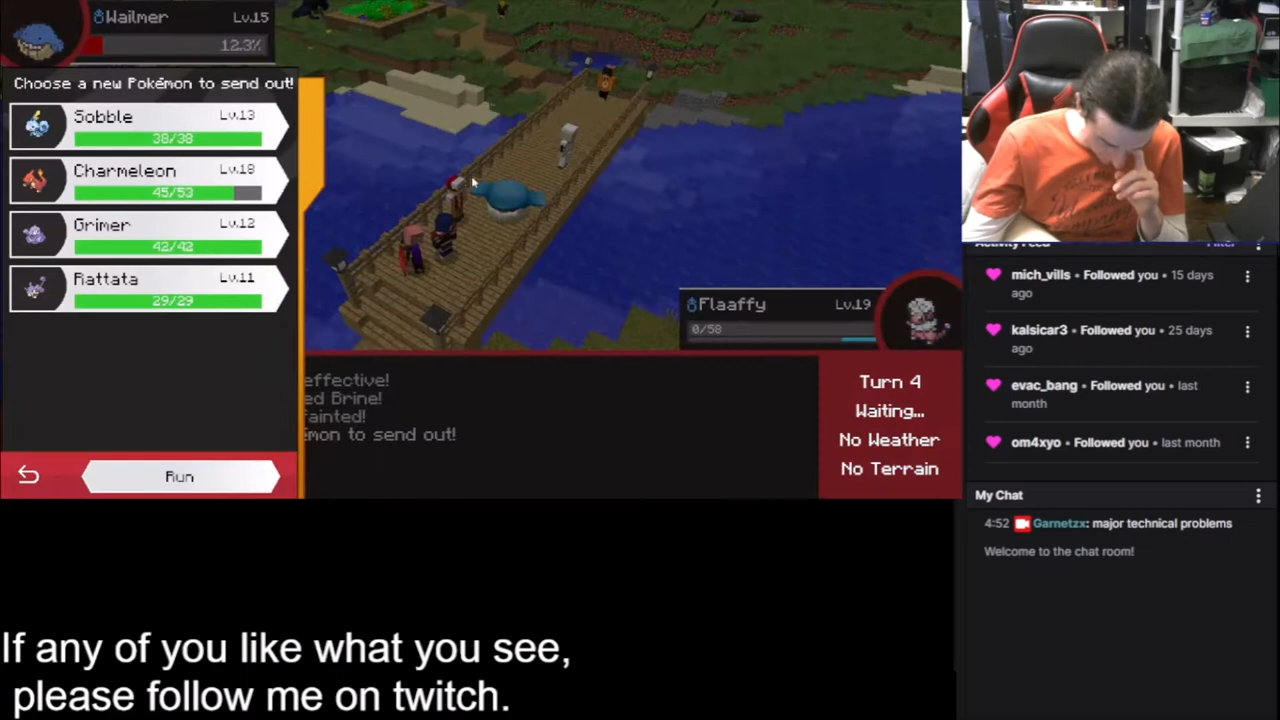 Wailmer Lv.15
12.3%
Choose a new Pokémon to send out!
Sobble Lv.13
38/38
Charmeleon Lv.18
45/53
Grimer Lv.12
42/42
Rattata Lv.11
29/29
Run
Flaaffy Lv.19
0/58
effective!
ed Brine!
fainted!
émon to send out!
Turn 4
Waiting...
No Weather
No Terrain
Activity Feed Filter
mich_vills • Followed you • 15 days
ago
kalsicar3 • Followed you • 25 days
ago
evac_bang • Followed you • last
month
om4xyo • Followed you • last month
My Chat
4:52 Garnetzx: major technical problems
Welcome to the chat room!
If any of you like what you see,
please follow me on twitch.